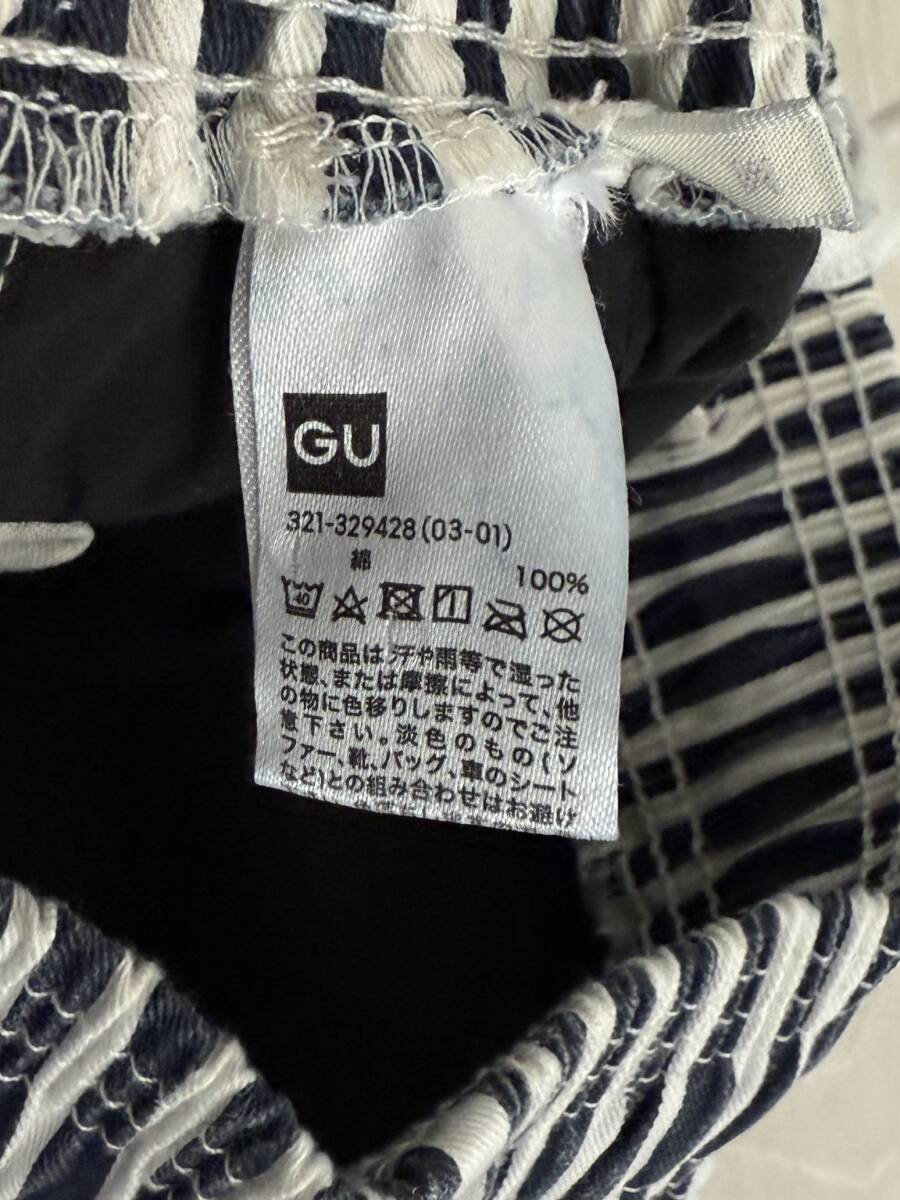 GU
321-329428(03-01)
綿 100%
40
この商品は汗や雨等で湿った
状態、または摩擦によって、他
の物に色移りしますのでご注
意下さい。淡色のもの(ソ
ファー、靴、バッグ、車のシート
など)との組み合わせはお避け